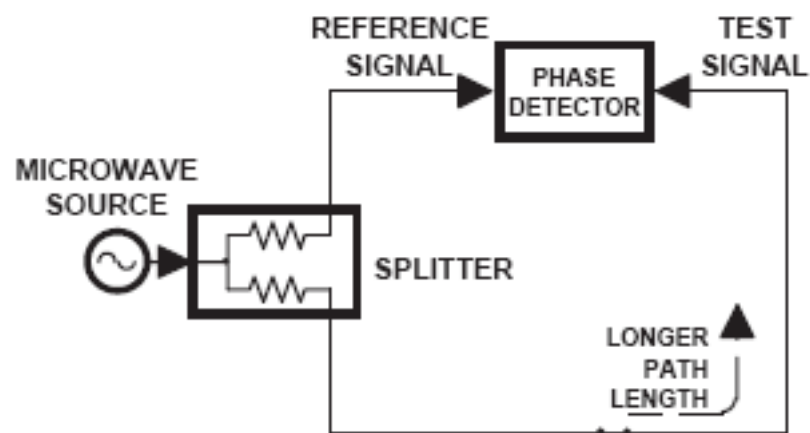 REFERENCE
SIGNAL
PHASE
DETECTOR
TEST
SIGNAL
MICROWAVE
SOURCE
SPLITTER
LONGER
PATH
LENGTH